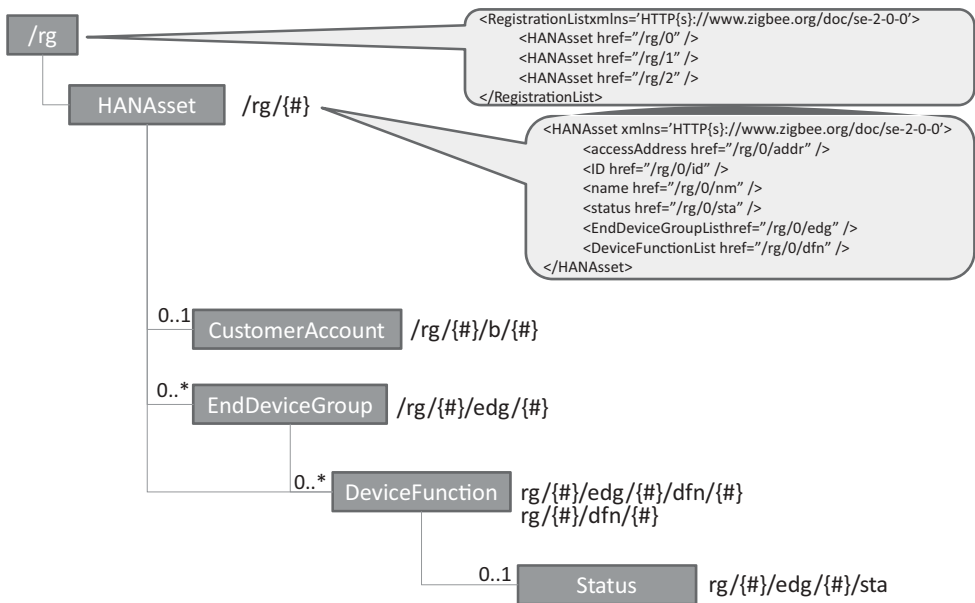 /rg
<RegistrationListxmlns=’HTTP{s}://www.zigbee.org/doc/se-2-0-0’>
<HANAsset href=”/rg/0” />
<HANAsset href=”/rg/1” />
<HANAsset href=”/rg/2” />
</RegistrationList>
HANAsset /rg/{#}
<HANAsset xmlns=’HTTP{s}://www.zigbee.org/doc/se-2-0-0’>
<accessAddress href=”/rg/0/addr” />
<ID href=”/rg/0/id” />
<name href=”/rg/0/nm” />
<status href=”/rg/0/sta” />
<EndDeviceGroupListhref=”/rg/0/edg” />
<DeviceFunctionList href=”/rg/0/dfn” />
</HANAsset>
0..1 CustomerAccount /rg/{#}/b/{#}
0..* EndDeviceGroup /rg/{#}/edg/{#}
0..* DeviceFunction rg/{#}/edg/{#}/dfn/{#}
rg/{#}/dfn/{#}
0..1 Status rg/{#}/edg/{#}/sta